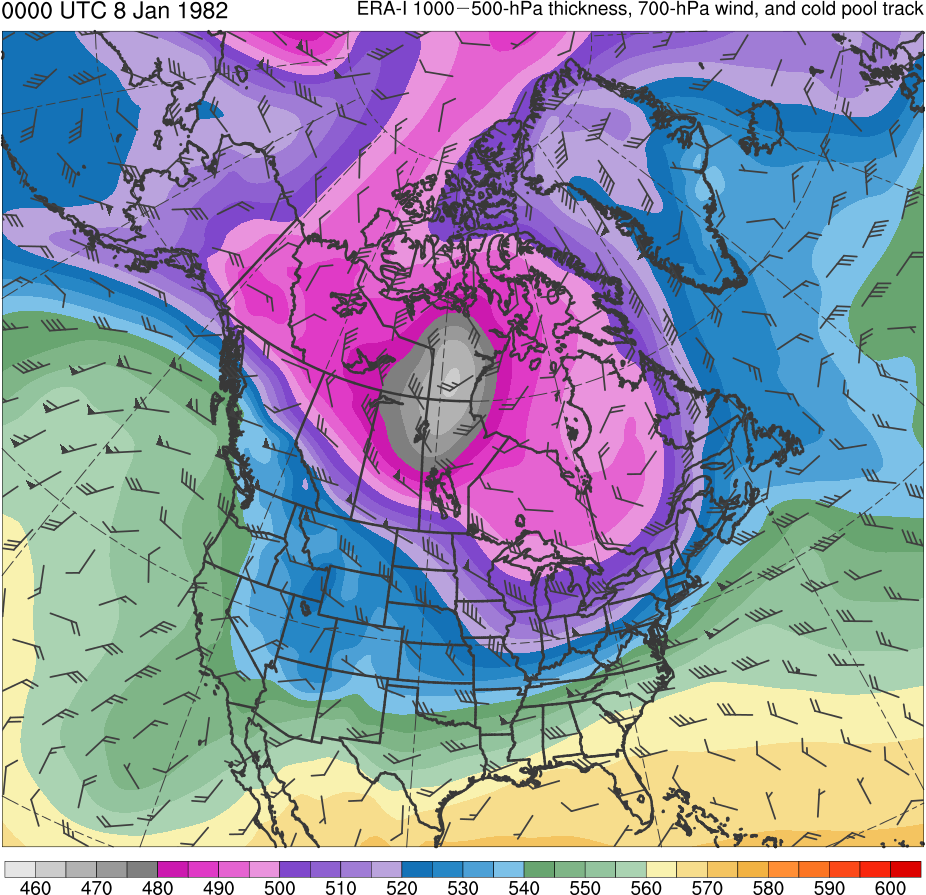 0000 UTC 8 Jan 1982
ERA-I 1000−500-hPa thickness, 700-hPa wind, and cold pool track
460 470 480 490 500 510 520 530 540 550 560 570 580 590 600